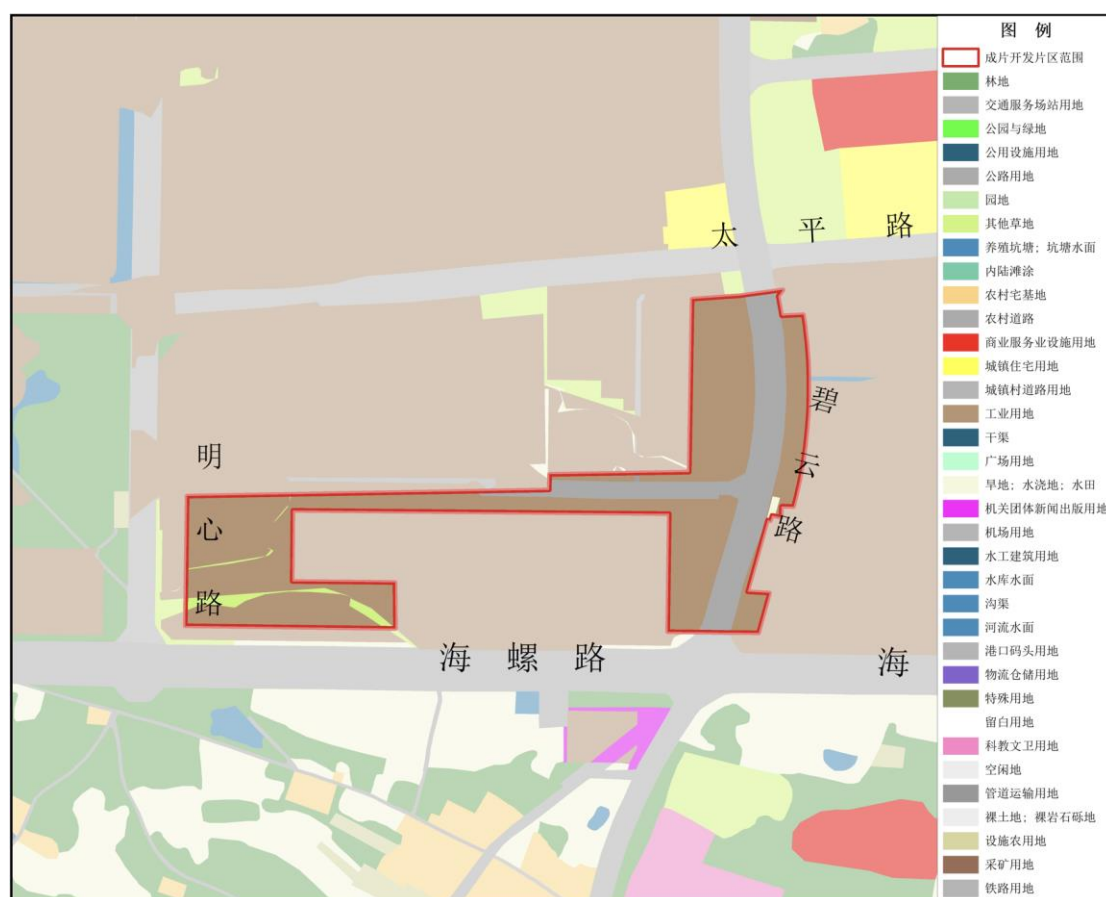 太平路
碧云路
明心路
海螺路
海
图 例
成片开发片区范围
林地
交通服务场站用地
公园与绿地
公用设施用地
公路用地
园地
其他草地
养殖坑塘；坑塘水面
内陆滩涂
农村宅基地
农村道路
商业服务业设施用地
城镇住宅用地
城镇村道路用地
工业用地
干渠
广场用地
旱地；水浇地；水田
机关团体新闻出版用地
机场用地
水工建筑用地
水库水面
沟渠
河流水面
港口码头用地
物流仓储用地
特殊用地
留白用地
科教文卫用地
空闲地
管道运输用地
裸土地；裸岩石砾地
设施农用地
采矿用地
铁路用地